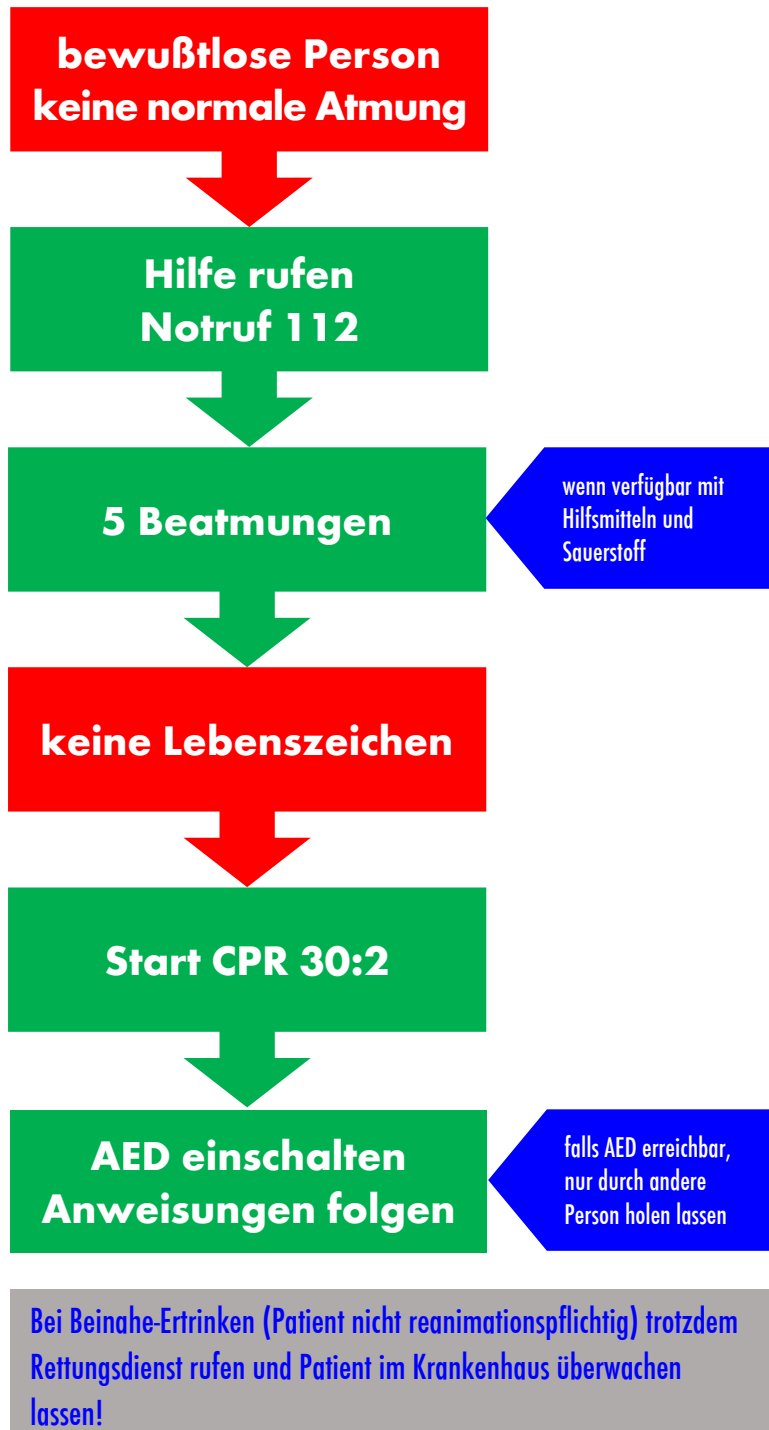 bewußtlose Person
keine normale Atmung
Hilfe rufen
Notruf 112
5 Beatmungen
wenn verfügbar mit
Hilfsmitteln und
Sauerstoff
keine Lebenszeichen
Start CPR 30:2
AED einschalten
Anweisungen folgen
falls AED erreichbar,
nur durch andere
Person holen lassen
Bei Beinahe-Ertrinken (Patient nicht reanimationspflichtig) trotzdem
Rettungsdienst rufen und Patient im Krankenhaus überwachen
lassen!